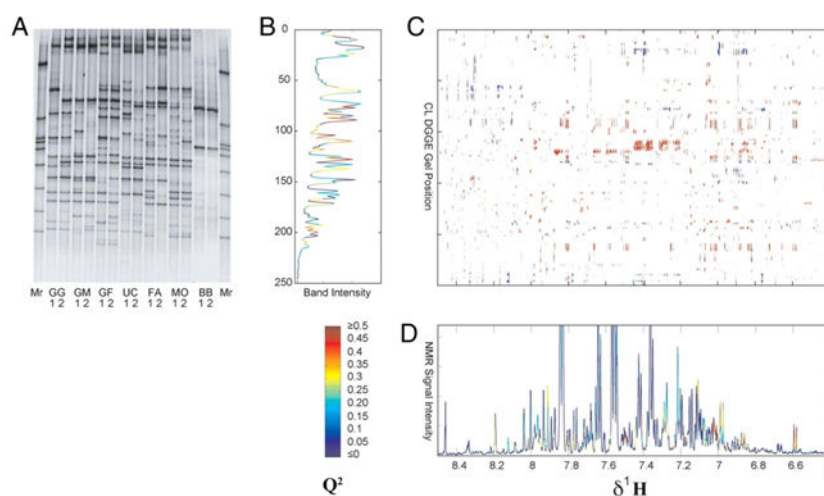 A
Mr GG GM GF UC FA MO BB Mr
1 2 1 2 1 2 1 2 1 2 1 2 1 2
B
0
50
100
150
200
250
Band Intensity
C
CL DGGE Gel Position
≥0.5
0.45
0.4
0.35
0.3
0.25
0.2
0.15
0.1
0.05
≤0
Q²
D
NMR Signal Intensity
8.4 8.2 8 7.8 7.6 7.4 7.2 7 6.8 6.6
δ¹H